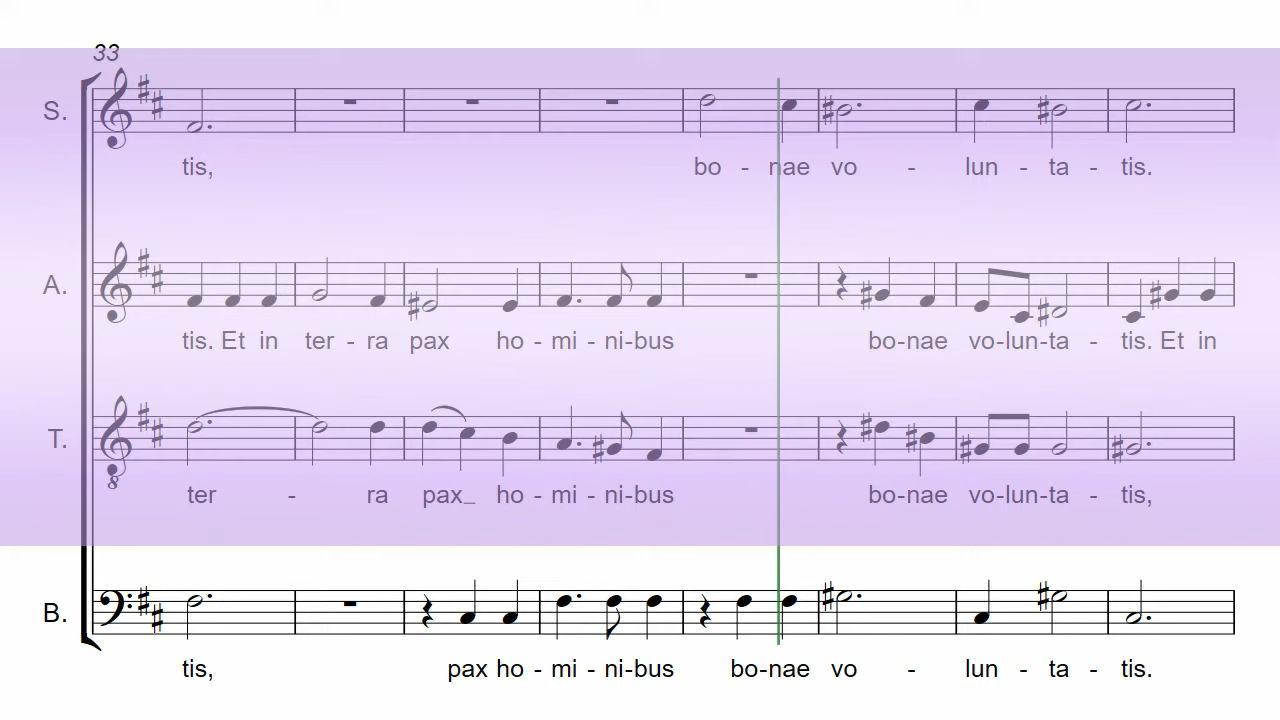 33
S.
tis, bo - nae vo - lun - ta - tis.
A.
tis. Et in ter - ra pax ho - mi - ni-bus bo-nae vo-lun-ta - tis. Et in
T.
8
ter - ra pax_ ho - mi - ni-bus bo-nae vo-lun-ta - tis,
B.
tis, pax ho - mi - ni-bus bo-nae vo - lun - ta - tis.